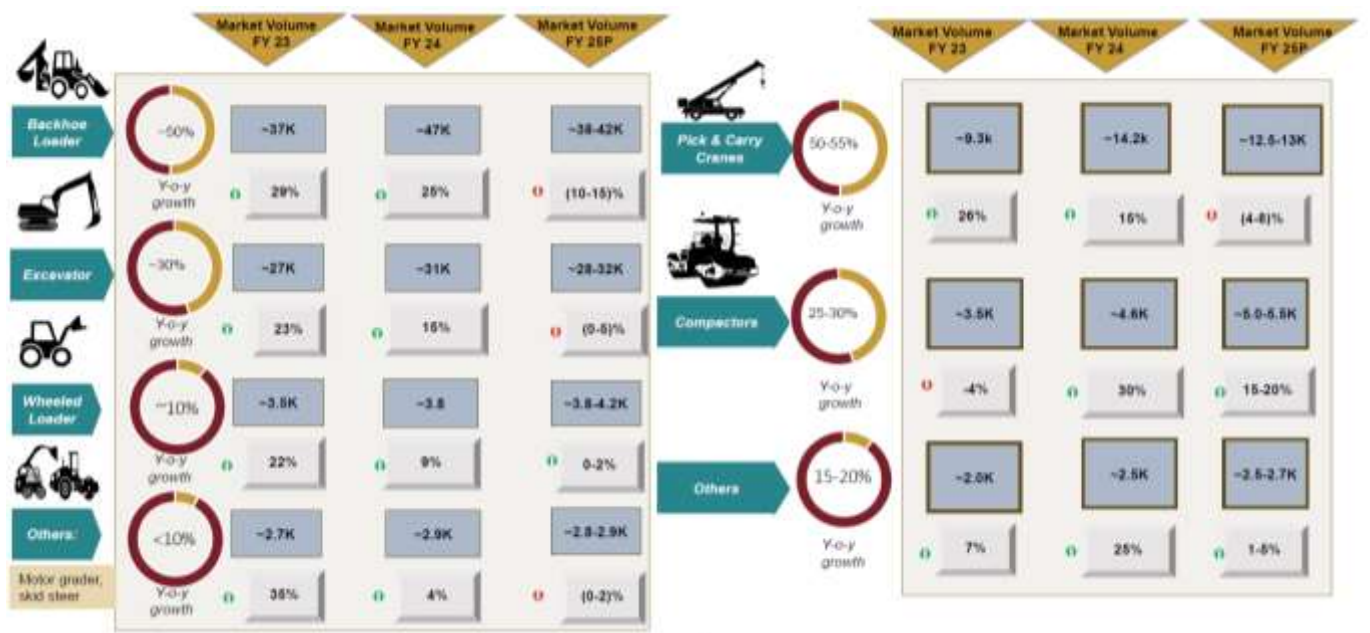 Market Volume
FY 23
Market Volume
FY 24
Market Volume
FY 25P
Backhoe
Loader
~50%
~37K
~47K
~38-42K
Y-o-y
growth
29%
25%
(10-15)%
Excavator
~30%
~27K
~31K
~28-32K
Y-o-y
growth
23%
15%
(0-5)%
Wheeled
Loader
~10%
~3.5K
~3.8
~3.8-4.2K
Y-o-y
growth
22%
9%
0-2%
Others:
<10%
~2.7K
~2.9K
~2.8-2.9K
Motor grader,
skid steer
Y-o-y
growth
35%
4%
(0-2)%
Market Volume
FY 23
Market Volume
FY 24
Market Volume
FY 25P
Pick & Carry
Cranes
50-55%
~9.3k
~14.2k
~12.5-13K
Y-o-y
growth
26%
15%
(4-8)%
Compactors
25-30%
~3.5K
~4.6K
~5.0-5.5K
Y-o-y
growth
-4%
30%
15-20%
Others
15-20%
~2.0K
~2.5K
~2.5-2.7K
Y-o-y
growth
7%
25%
1-5%